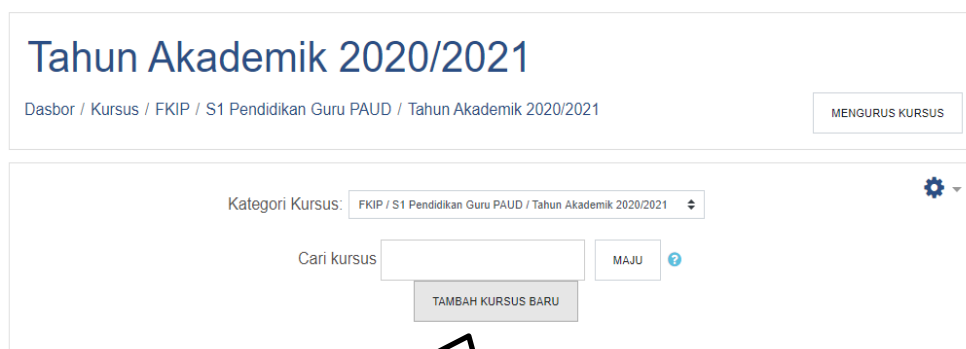 Tahun Akademik 2020/2021
Dasbor / Kursus / FKIP / S1 Pendidikan Guru PAUD / Tahun Akademik 2020/2021
MENGURUS KURSUS
Kategori Kursus: FKIP / S1 Pendidikan Guru PAUD / Tahun Akademik 2020/2021
Cari kursus MAJU ?
TAMBAH KURSUS BARU